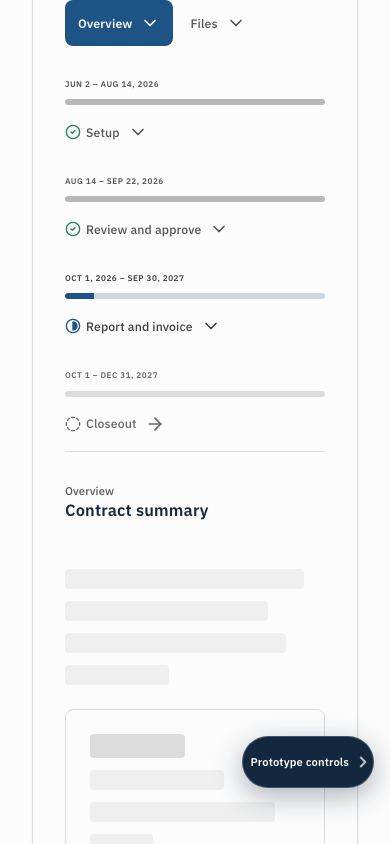 Overview
Files
JUN 2 – AUG 14, 2026
Setup
AUG 14 – SEP 22, 2026
Review and approve
OCT 1, 2026 – SEP 30, 2027
Report and invoice
OCT 1 – DEC 31, 2027
Closeout
Overview
Contract summary
Prototype controls